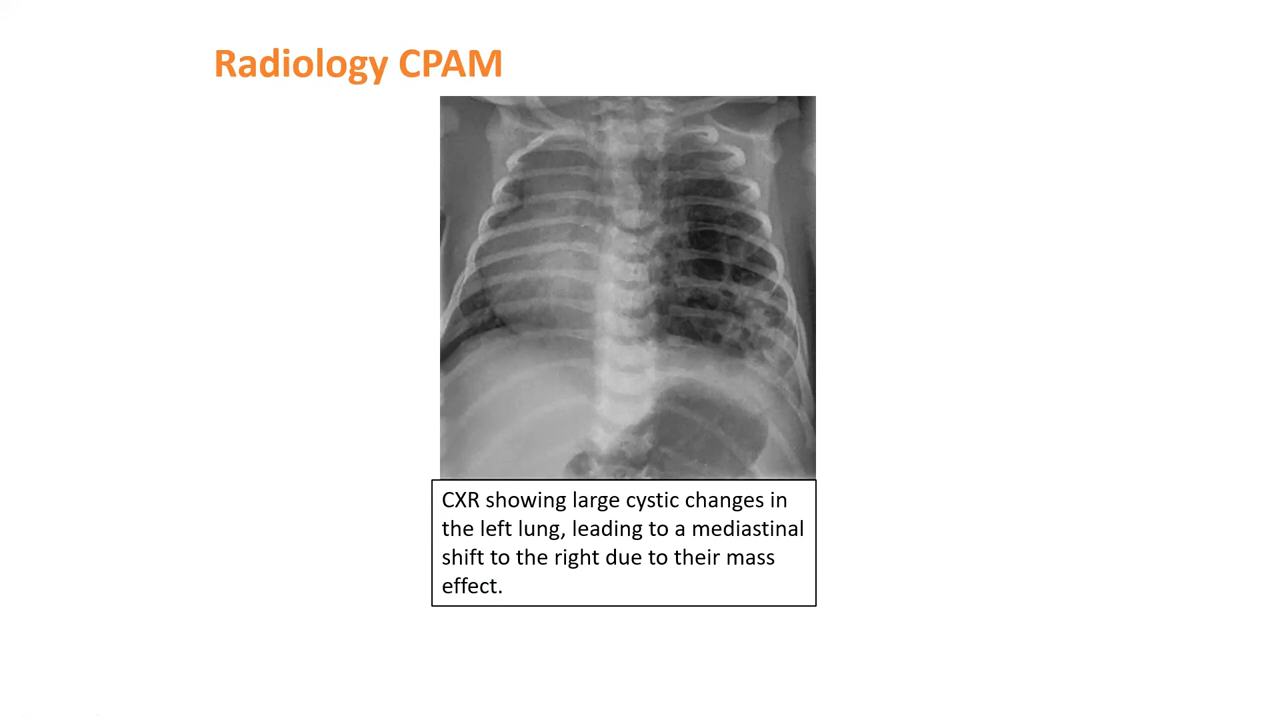 Radiology CPAM
CXR showing large cystic changes in
the left lung, leading to a mediastinal
shift to the right due to their mass
effect.